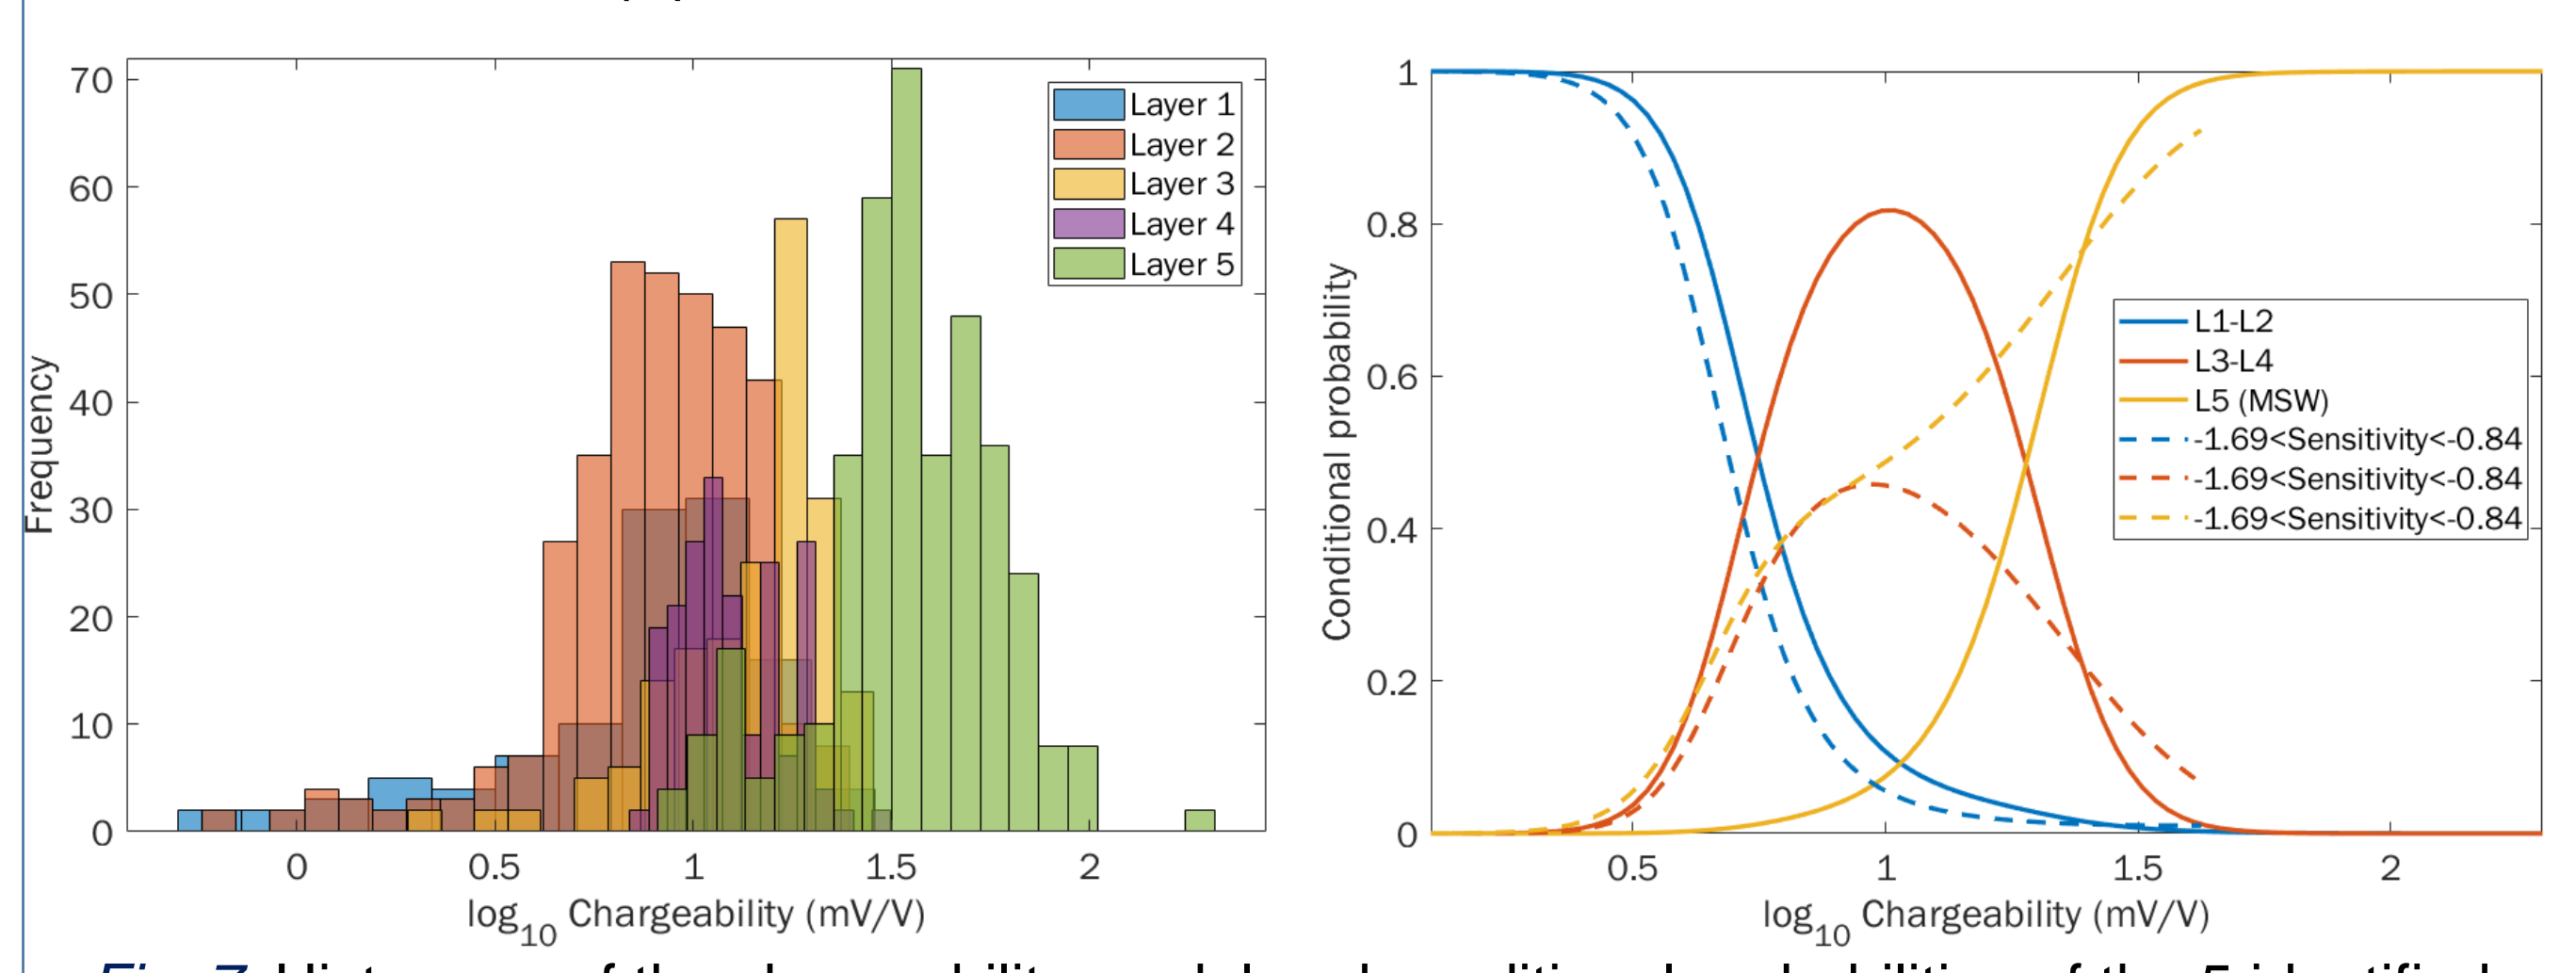 70
60
50
40
30
20
10
0
Frequency
0 0.5 1 1.5 2
log10 Chargeability (mV/V)
Layer 1
Layer 2
Layer 3
Layer 4
Layer 5
1
0.8
0.6
0.4
0.2
0
Conditional probability
0.5 1 1.5 2
log10 Chargeability (mV/V)
L1-L2
L3-L4
L5 (MSW)
-1.69<Sensitivity<-0.84
-1.69<Sensitivity<-0.84
-1.69<Sensitivity<-0.84